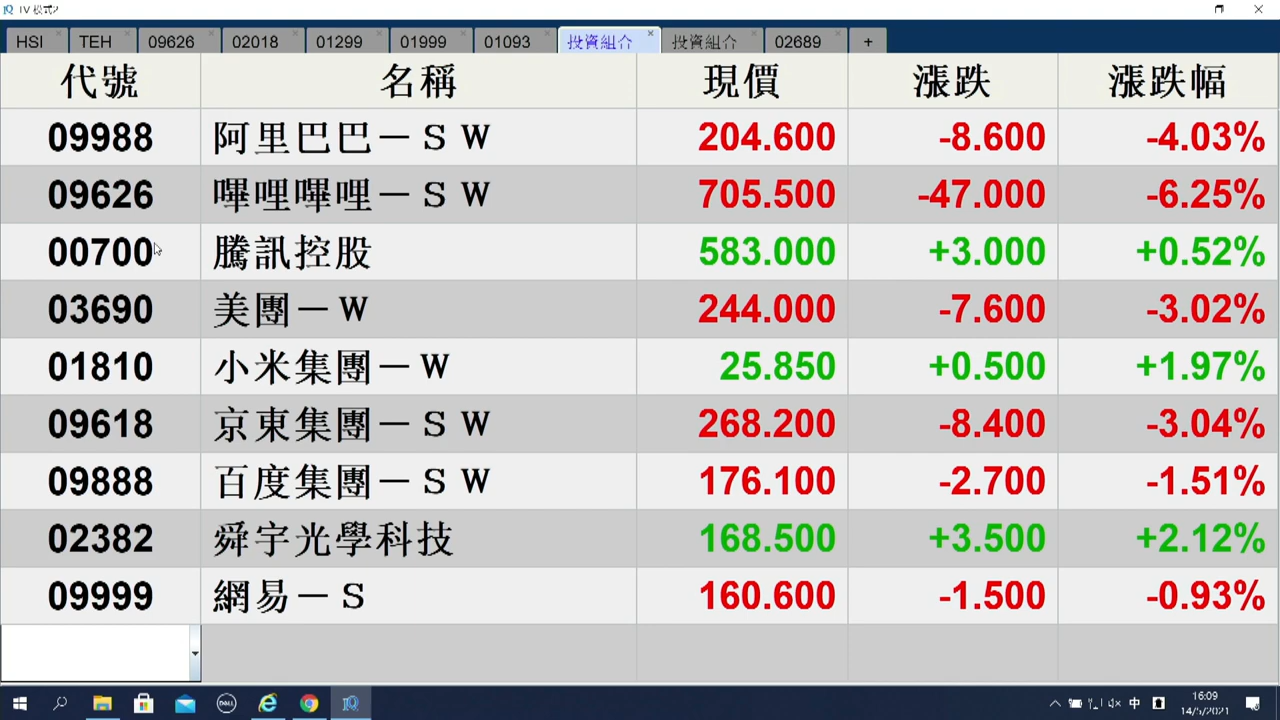 TV 模式2
HSI TEH 09626 02018 01299 01999 01093 投資組合 投資組合 02689 +
代號 名稱 現價 漲跌 漲跌幅
09988 阿里巴巴－ＳＷ 204.600 -8.600 -4.03%
09626 嗶哩嗶哩－ＳＷ 705.500 -47.000 -6.25%
00700 騰訊控股 583.000 +3.000 +0.52%
03690 美團－Ｗ 244.000 -7.600 -3.02%
01810 小米集團－Ｗ 25.850 +0.500 +1.97%
09618 京東集團－ＳＷ 268.200 -8.400 -3.04%
09888 百度集團－ＳＷ 176.100 -2.700 -1.51%
02382 舜宇光學科技 168.500 +3.500 +2.12%
09999 網易－Ｓ 160.600 -1.500 -0.93%
DELL 中 16:09
14/5/2021